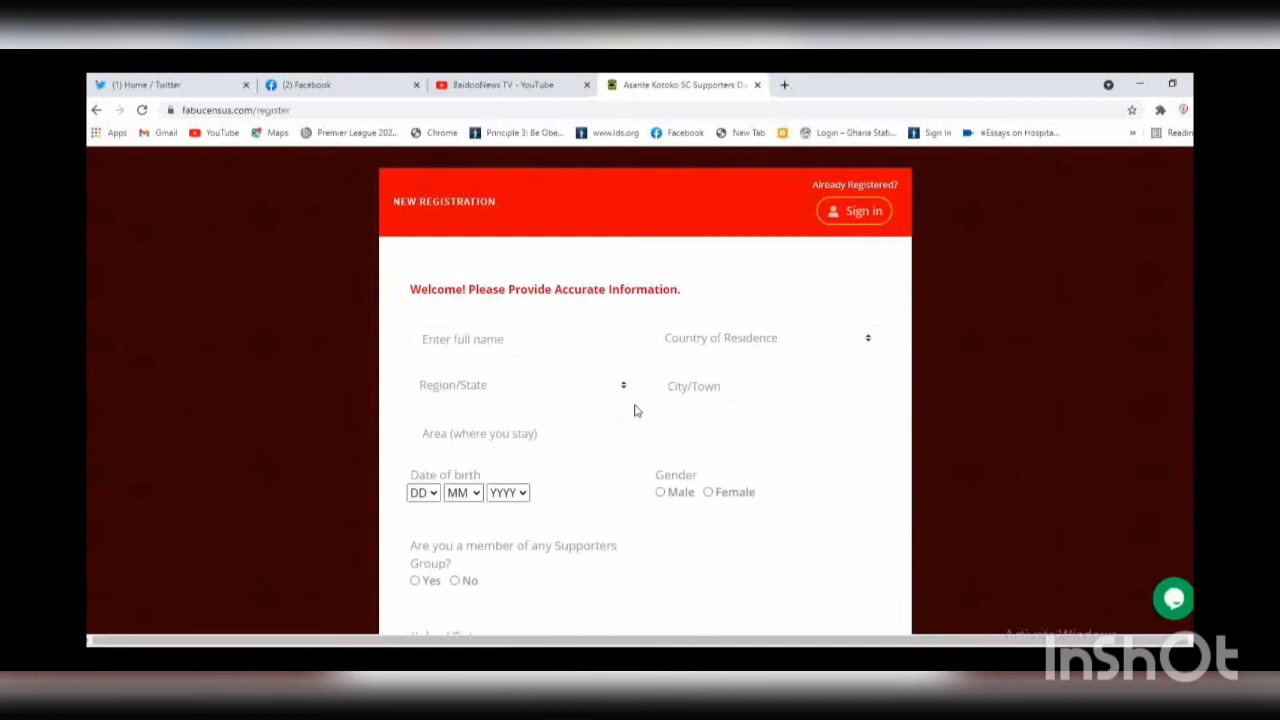 (1) Home / Twitter
(2) Facebook
BaidooNews TV - YouTube
Asante Kotoko SC Supporters D
fabucensus.com/register
Apps
Gmail
YouTube
Maps
Premier League 202...
Chrome
Principle 3: Be Obe...
www.lds.org
Facebook
New Tab
Login – Ghana Stati...
Sign In
#Essays on Hospita...
»
Readin
Already Registered?
NEW REGISTRATION
Sign in
Welcome! Please Provide Accurate Information.
Enter full name
Country of Residence
Region/State
City/Town
Area (where you stay)
Date of birth
Gender
DD MM YYYY
Male Female
Are you a member of any Supporters
Group?
Yes No
Activate Windows
InShOt